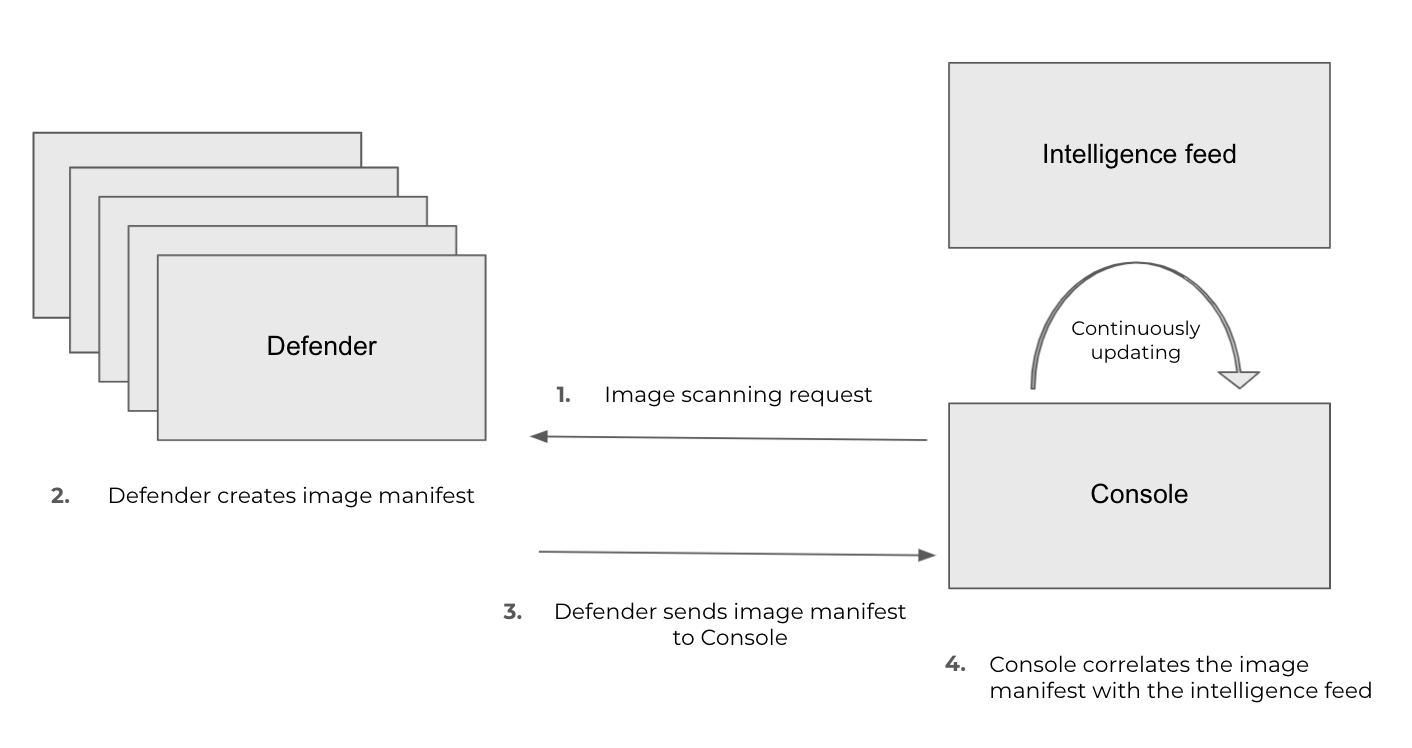 Intelligence feed
Continuously
updating
Defender
1. Image scanning request
Console
2. Defender creates image manifest
3. Defender sends image manifest
to Console
4. Console correlates the image
manifest with the intelligence feed